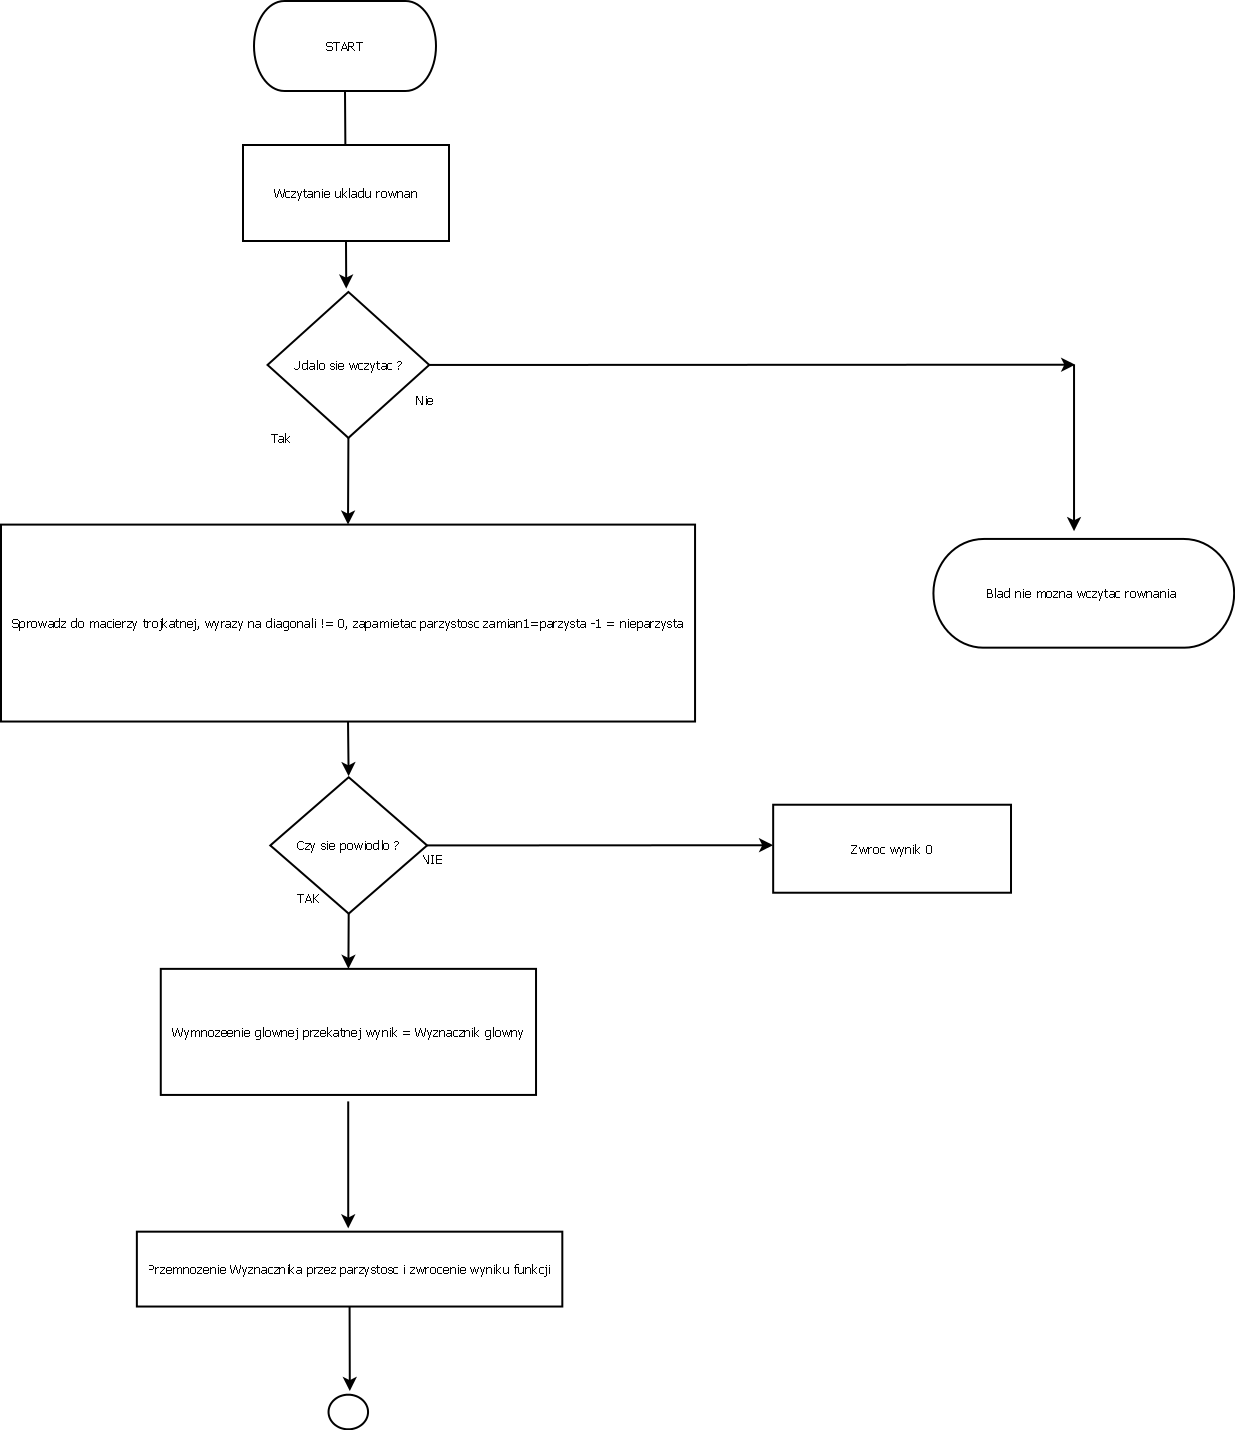 START
Wczytanie ukladu rownan
Udalo sie wczytac ?
Nie
Tak
Blad nie mozna wczytac rownania
Sprowadz do macierzy trojkatnej, wyrazy na diagonali != 0, zapamietac parzystosc zamian1=parzysta -1 = nieparzysta
Czy sie powiodlo ?
NIE
Zwroc wynik 0
TAK
Wymnozeenie glownej przekatnej wynik = Wyznacznik glowny
Przemnozenie Wyznacznika przez parzystosc i zwrocenie wyniku funkcji